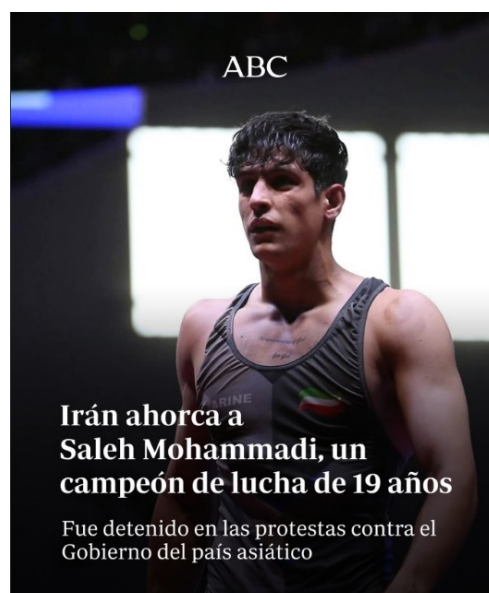 ABC
ARINE
Irán ahorca a
Saleh Mohammadi, un
campeón de lucha de 19 años
Fue detenido en las protestas contra el
Gobierno del país asiático